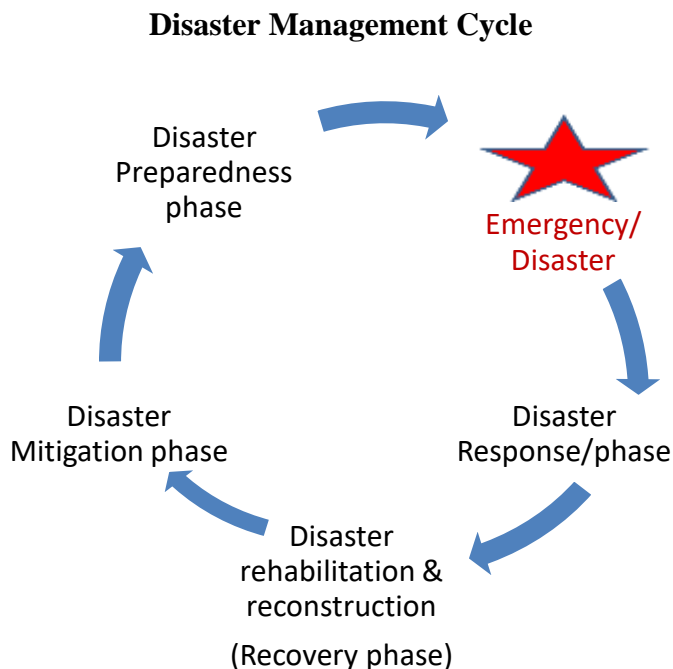 Disaster Management Cycle
Disaster
Preparedness
phase
Emergency/
Disaster
Disaster
Response/phase
Disaster
rehabilitation &
reconstruction
(Recovery phase)
Disaster
Mitigation phase